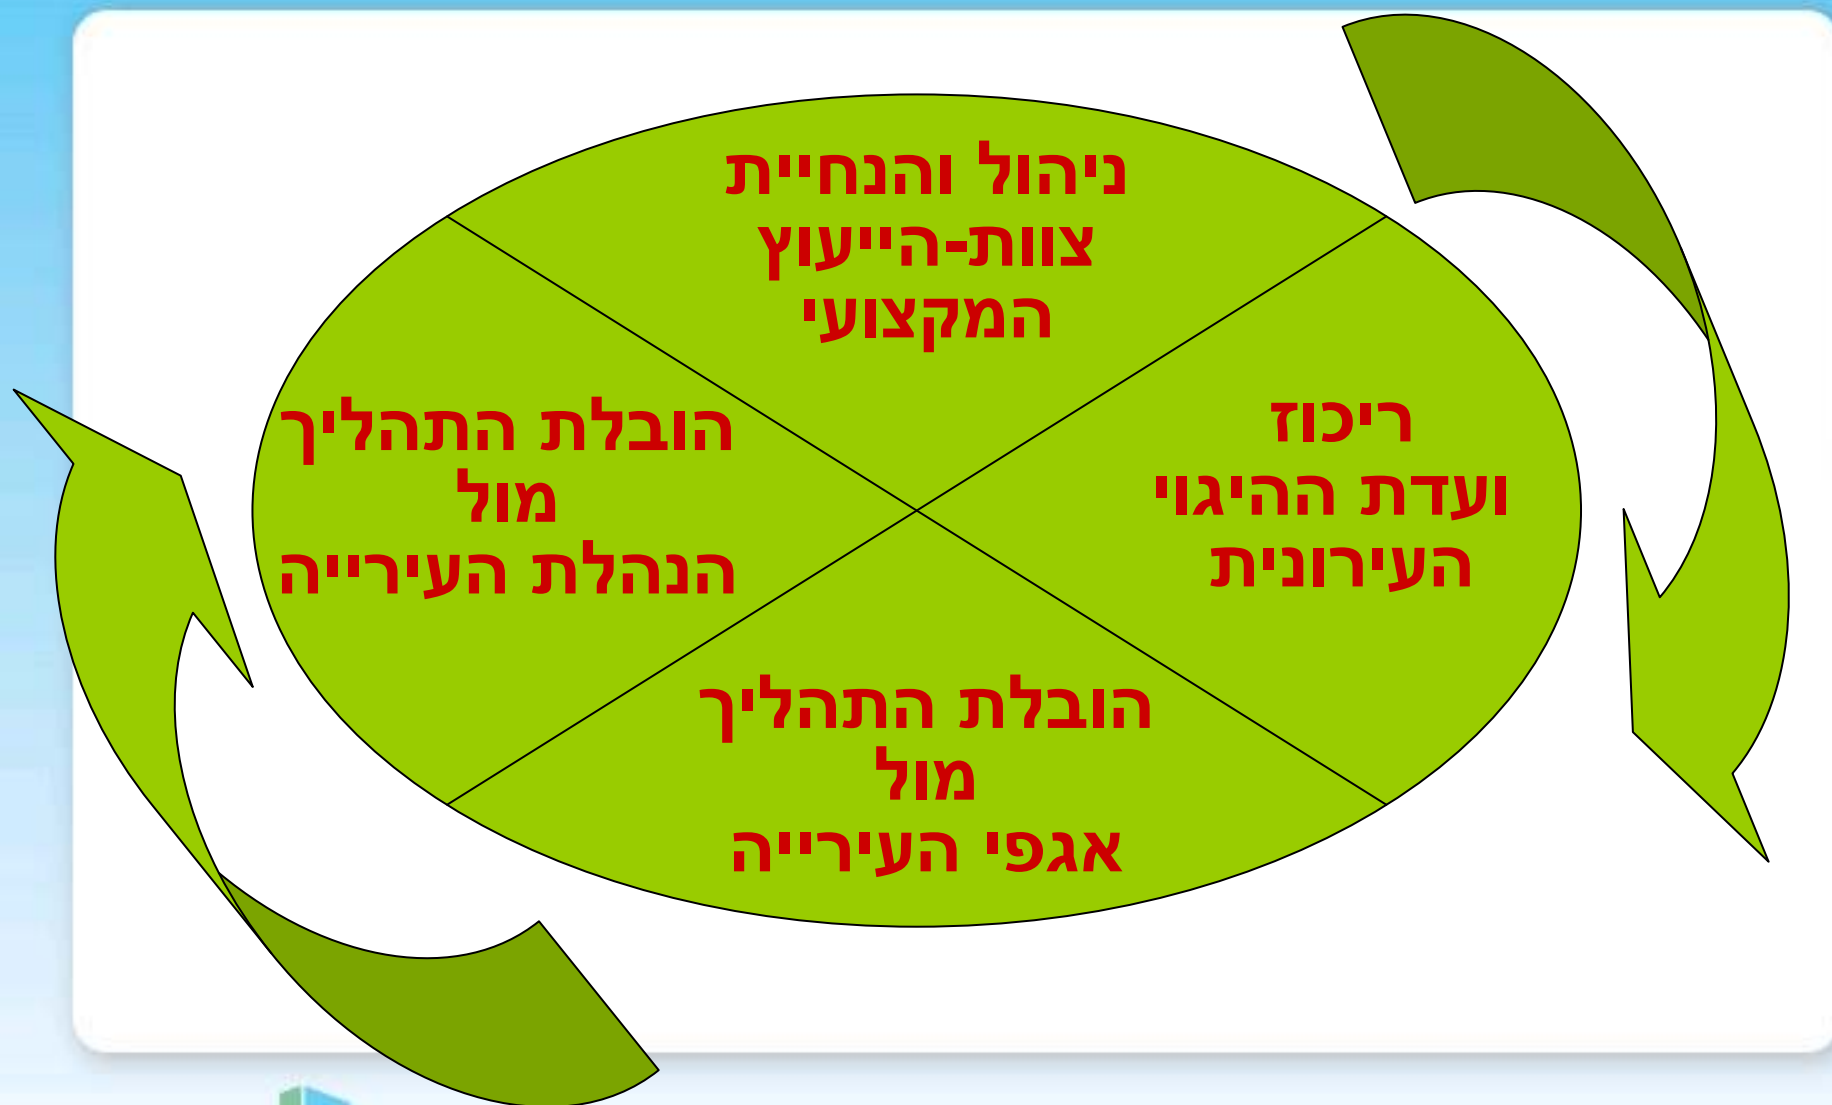 ניהול והנחיית
צוות-הייעוץ
המקצועי
ריכוז
ועדת ההיגוי
העירונית
הובלת התהליך
מול
הנהלת העירייה
הובלת התהליך
מול
אגפי העירייה